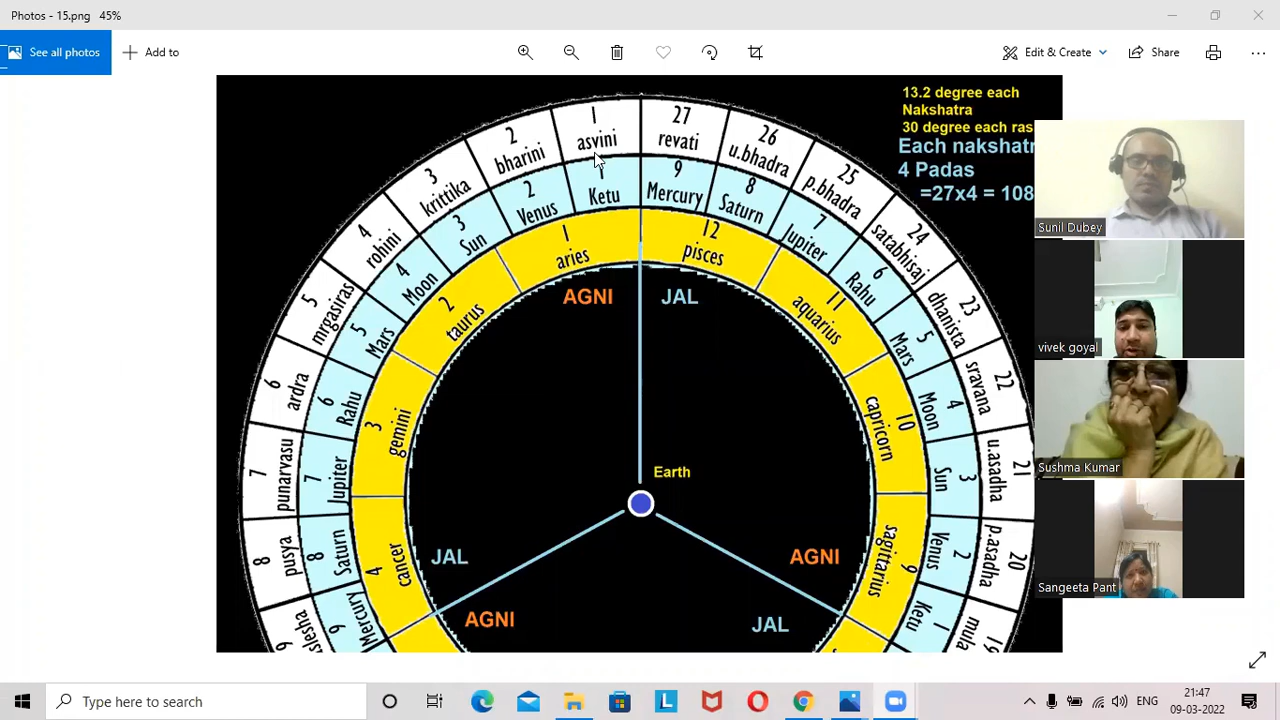 Photos - 15.png 45%
See all photos
Add to
Edit & Create
Share
13.2 degree each
Nakshatra
30 degree each ras
Each nakshatr
4 Padas
=27x4 = 108
1
asvini
2
bharini
3
krittika
4
rohini
5
mrgasiras
6
ardra
7
punarvasu
8
pusya
9
aslesha
27
revati
26
u.bhadra
25
p.bhadra
24
satabhisaj
23
dhanista
22
sravana
21
u.asadha
20
p.asadha
19
mula
1
Ketu
2
Venus
3
Sun
4
Moon
5
Mars
6
Rahu
7
Jupiter
8
Saturn
9
Mercury
9
Mercury
8
Saturn
7
Jupiter
6
Rahu
5
Mars
4
Moon
3
Sun
2
Venus
1
Ketu
1
aries
2
taurus
3
gemini
4
cancer
12
pisces
11
aquarius
10
capricorn
9
sagittarius
AGNI
JAL
Earth
JAL
AGNI
AGNI
JAL
Sunil Dubey
vivek goyal
Sushma Kumar
Sangeeta Pant
Type here to search
L
ENG
21:47
09-03-2022